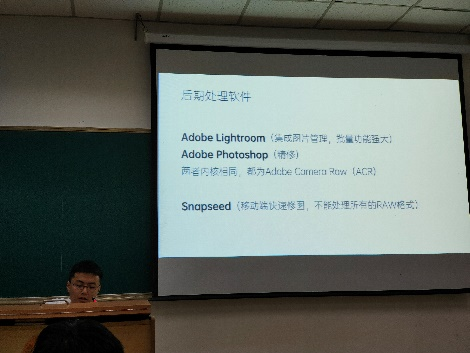 后期处理软件
Adobe Lightroom（集成图片管理，批量功能强大）
Adobe Photoshop（精修）
两者内核相同，都为Adobe Camera Raw（ACR）
Snapseed（移动端快速修图，不能处理所有的RAW格式）